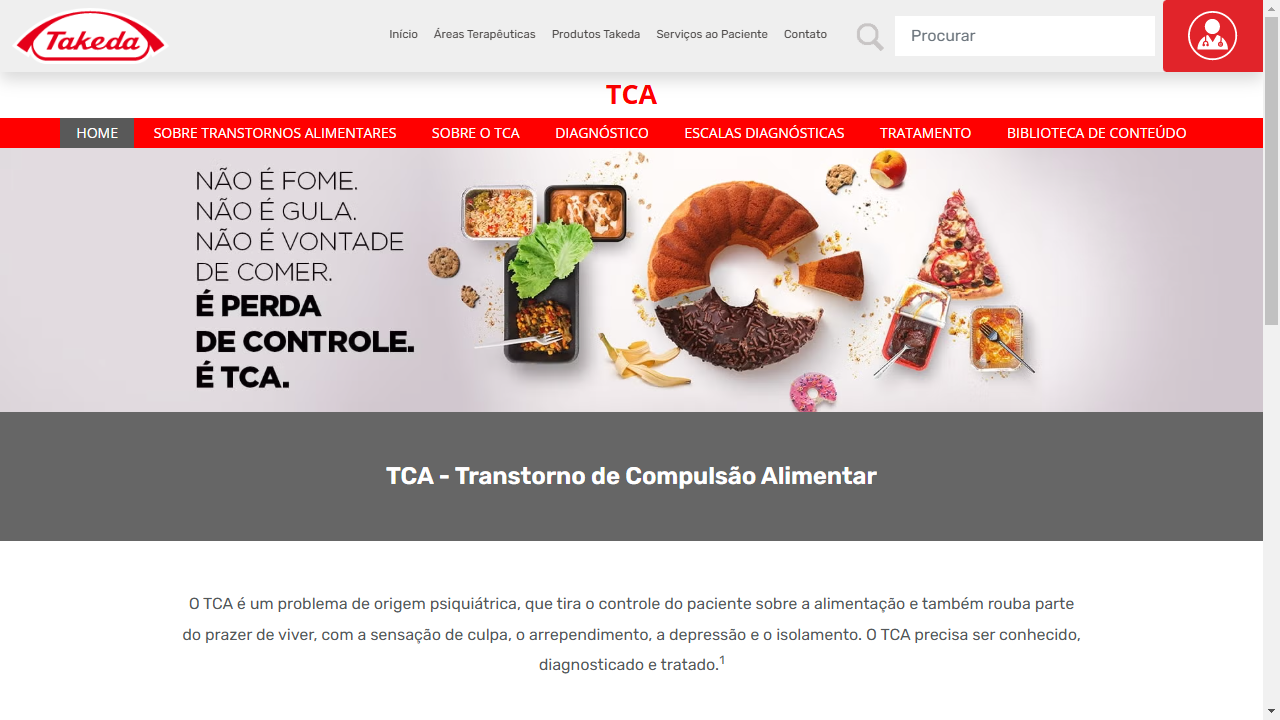 Takeda
Início Áreas Terapêuticas Produtos Takeda Serviços ao Paciente Contato
Procurar
TCA
HOME SOBRE TRANSTORNOS ALIMENTARES SOBRE O TCA DIAGNÓSTICO ESCALAS DIAGNÓSTICAS TRATAMENTO BIBLIOTECA DE CONTEÚDO
NÃO É FOME.
NÃO É GULA.
NÃO É VONTADE
DE COMER.
É PERDA
DE CONTROLE.
É TCA.
TCA - Transtorno de Compulsão Alimentar
O TCA é um problema de origem psiquiátrica, que tira o controle do paciente sobre a alimentação e também rouba parte
do prazer de viver, com a sensação de culpa, o arrependimento, a depressão e o isolamento. O TCA precisa ser conhecido,
diagnosticado e tratado.¹